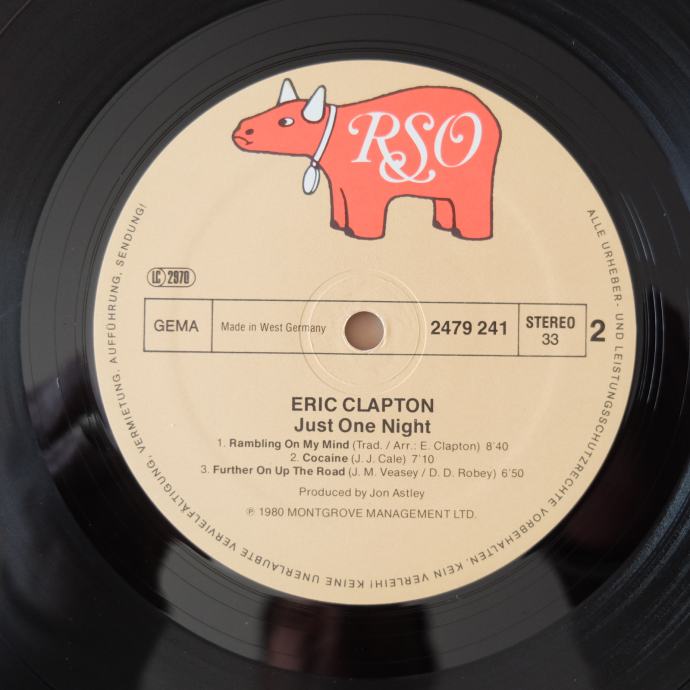 RSO
LC 2970
GEMA
Made in West Germany
2479 241
STEREO
33
2
ERIC CLAPTON
Just One Night
1. Rambling On My Mind (Trad. / Arr.: E. Clapton) 8'40
2. Cocaine (J. J. Cale) 7'10
3. Further On Up The Road (J. M. Veasey / D. D. Robey) 6'50
Produced by Jon Astley
℗ 1980 MONTGROVE MANAGEMENT LTD.
ALLE URHEBER- UND LEISTUNGSSCHUTZRECHTE VORBEHALTEN. KEIN VERLEIH! KEINE UNERLAUBTE VERVIELFÄLTIGUNG, VERMIETUNG, AUFFÜHRUNG, SENDUNG!